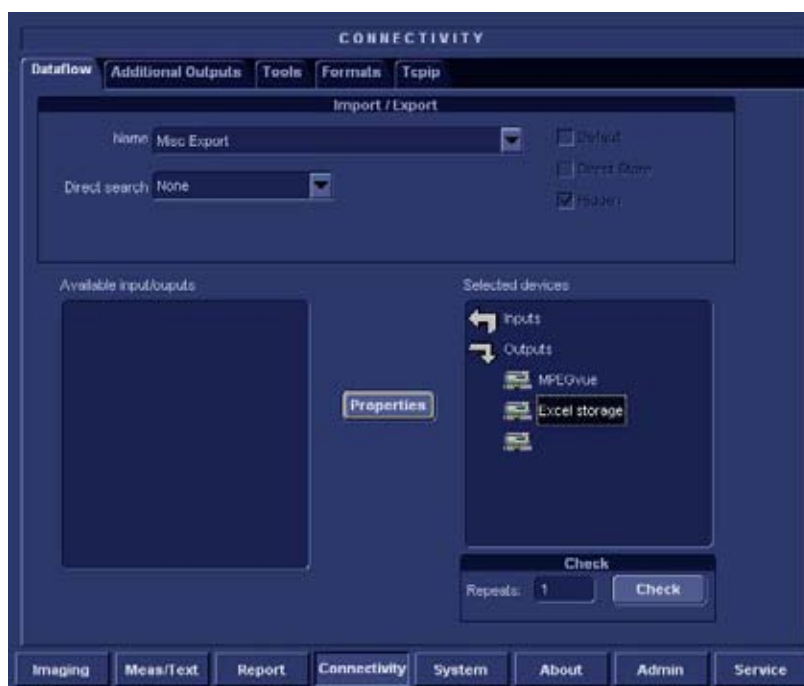 CONNECTIVITY
Dataflow Additional Outputs Tools Formats Tcpip
Import / Export
Name Misc Export Default
Direct Store
Direct search None Hidden
Available input/ouputs Selected devices
Inputs
Outputs
MPEGvue
Properties Excel storage
Check
Repeats: 1 Check
Imaging Meas/Text Report Connectivity System About Admin Service